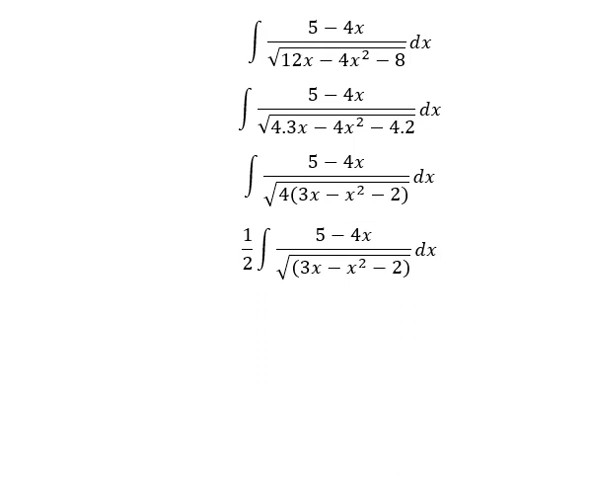 ∫ (5 − 4x)/√(12x − 4x² − 8) dx
∫ (5 − 4x)/√(4.3x − 4x² − 4.2) dx
∫ (5 − 4x)/√(4(3x − x² − 2)) dx
1/2 ∫ (5 − 4x)/√((3x − x² − 2)) dx